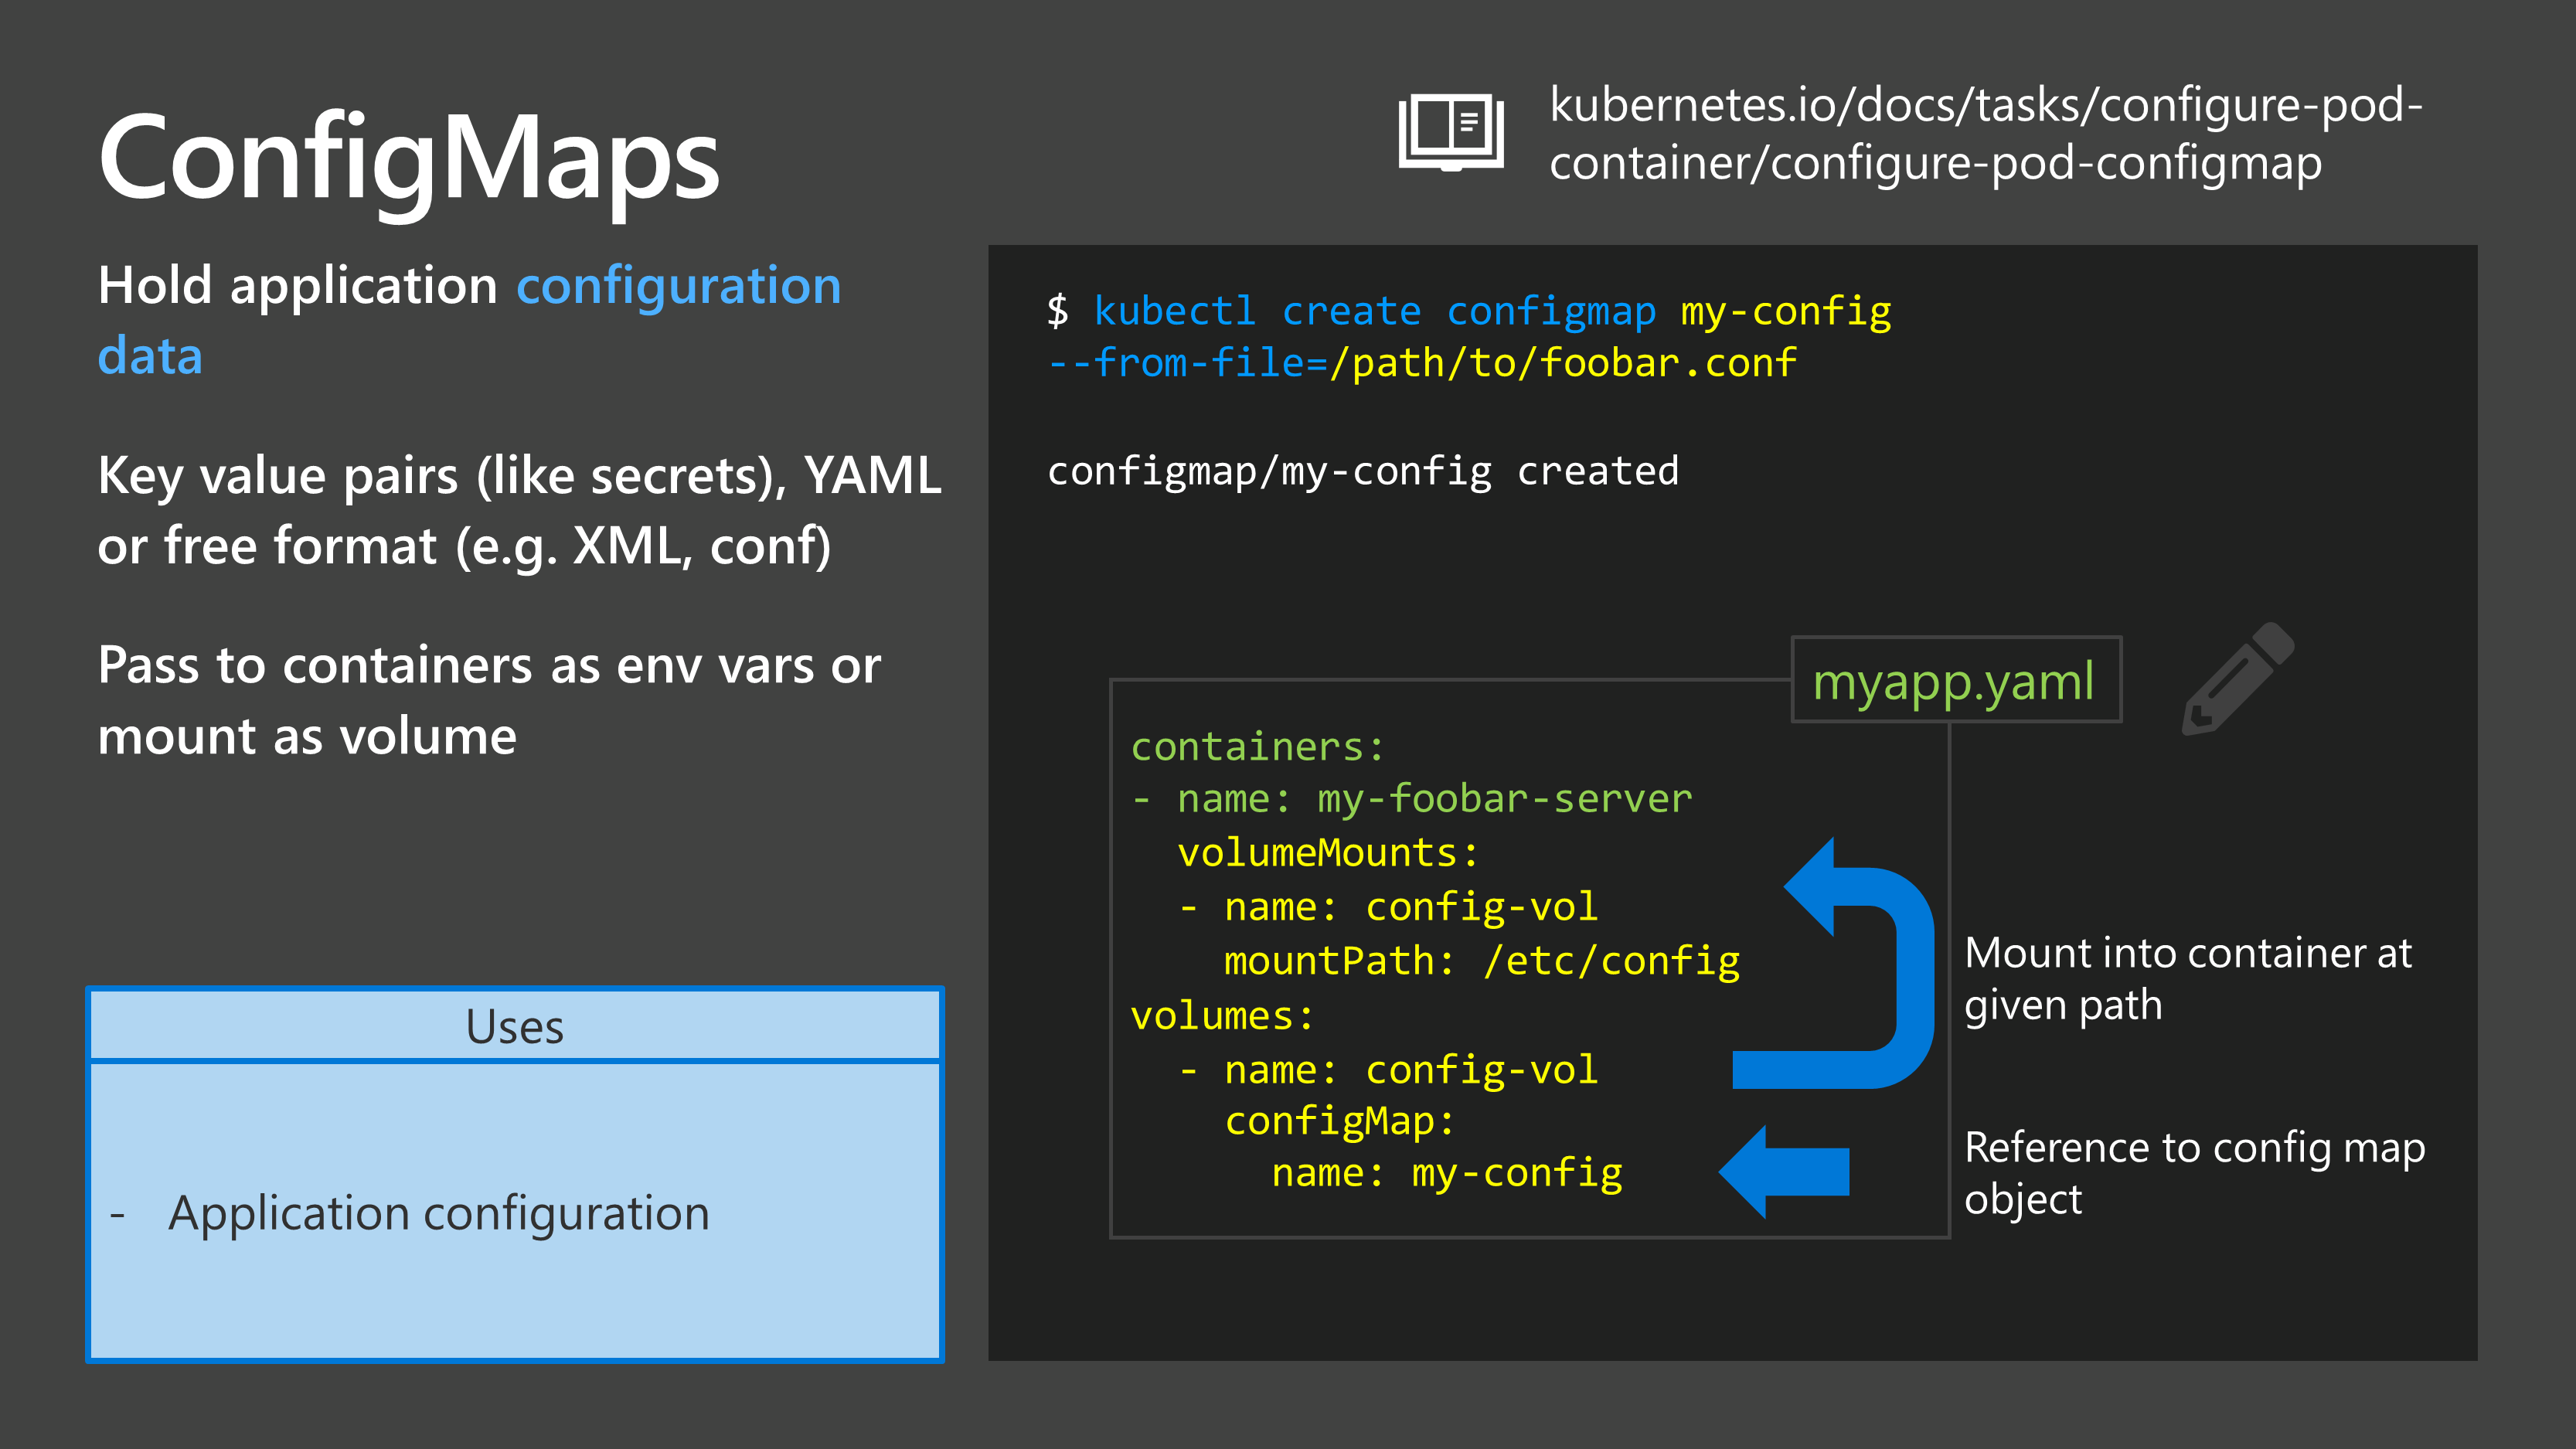 ConfigMaps
kubernetes.io/docs/tasks/configure-pod-
container/configure-pod-configmap
Hold application configuration
data
Key value pairs (like secrets), YAML
or free format (e.g. XML, conf)
Pass to containers as env vars or
mount as volume
Uses
- Application configuration
$ kubectl create configmap my-config
--from-file=/path/to/foobar.conf
configmap/my-config created
myapp.yaml
containers:
- name: my-foobar-server
  volumeMounts:
  - name: config-vol
    mountPath: /etc/config
volumes:
  - name: config-vol
    configMap:
      name: my-config
Mount into container at
given path
Reference to config map
object